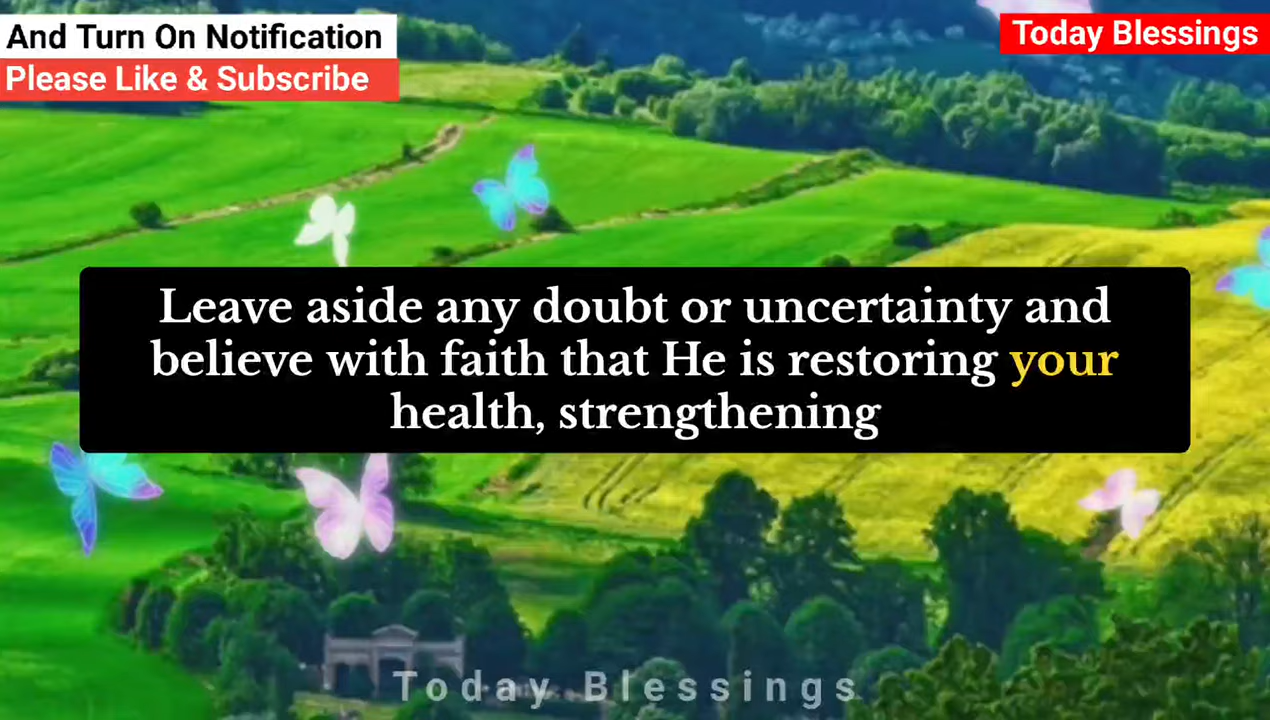 And Turn On Notification
Please Like & Subscribe
Today Blessings
Leave aside any doubt or uncertainty and
believe with faith that He is restoring your
health, strengthening
Today Blessings